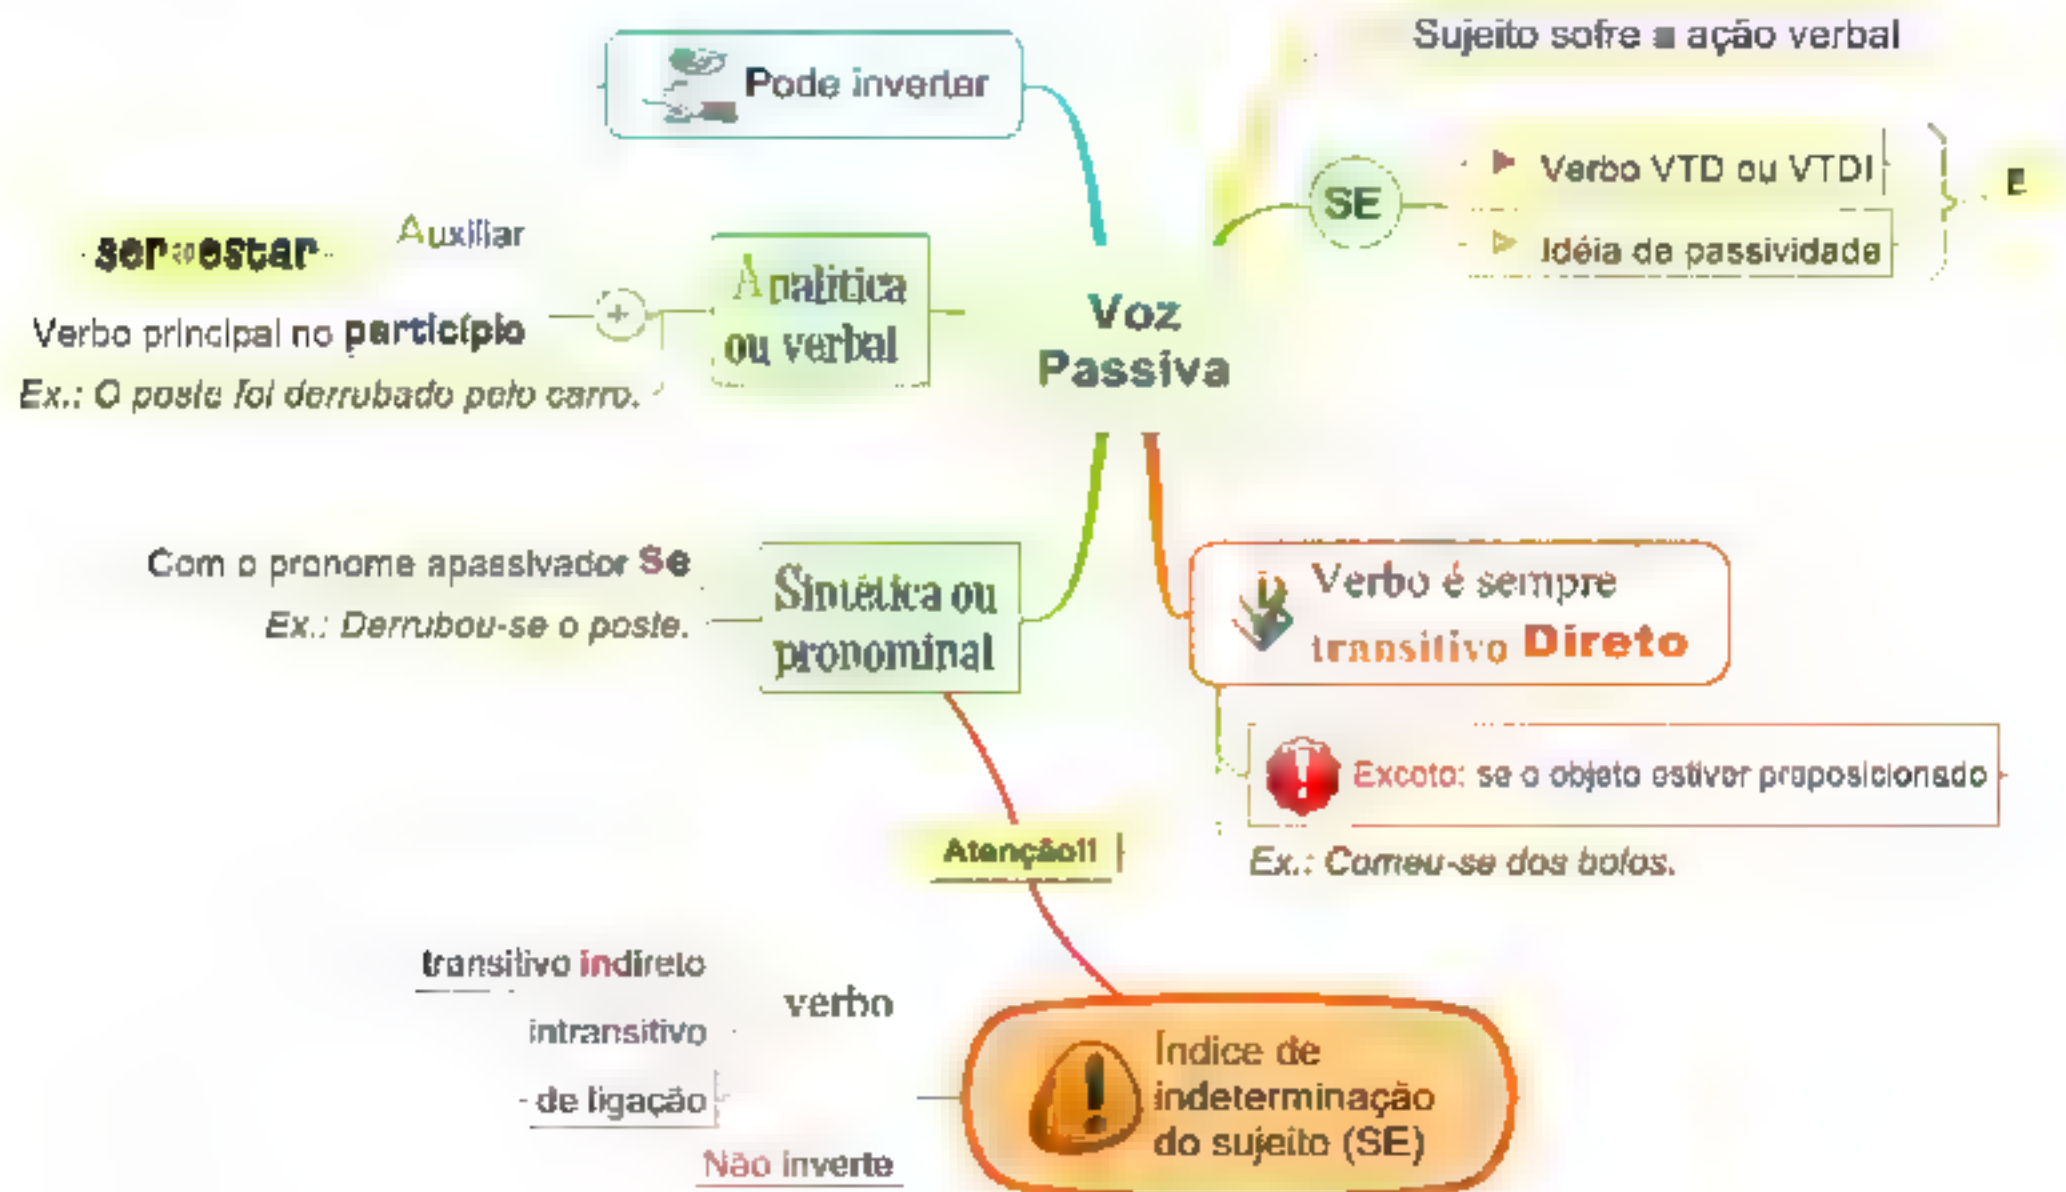 Sujeito sofre a ação verbal
Pode inverter
SE
Verbo VTD ou VTDI
Idéia de passividade
E
Voz
Passiva
Analítica
ou verbal
Auxiliar
ser estar
Verbo principal no particípio
Ex.: O poste foi derrubado pelo carro.
Sintética ou
pronominal
Com o pronome apassivador Se
Ex.: Derrubou-se o poste.
Verbo é sempre
transitivo Direto
Exceto: se o objeto estiver preposicionado
Ex.: Comeu-se dos bolos.
Atenção!!
Índice de
indeterminação
do sujeito (SE)
verbo
transitivo indireto
intransitivo
de ligação
Não inverte